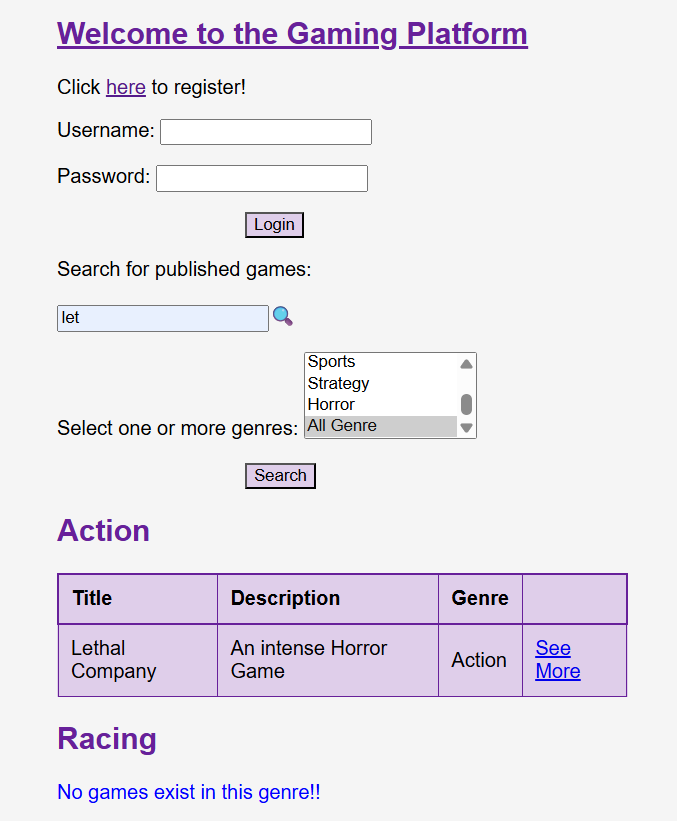 Welcome to the Gaming Platform
Click here to register!
Username:
Password:
Login
Search for published games:
let
Sports
Strategy
Horror
All Genre
Select one or more genres:
Search
Action
Title Description Genre
Lethal Company An intense Horror Game Action See More
Racing
No games exist in this genre!!